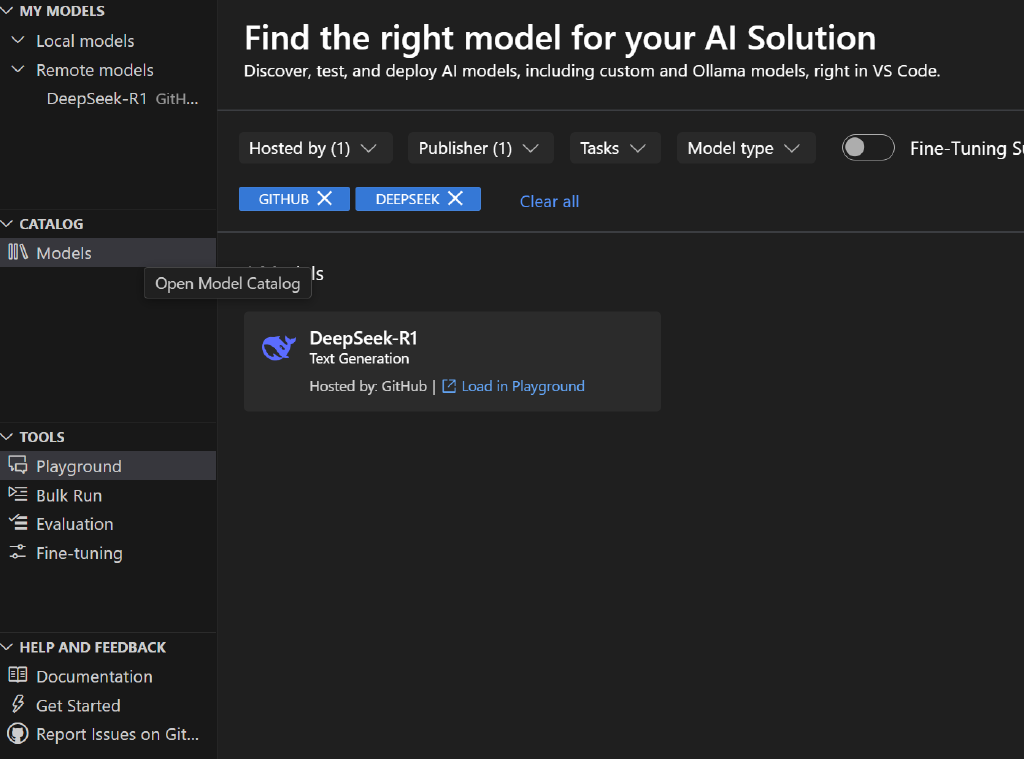 MY MODELS
Local models
Remote models
DeepSeek-R1 GitH...
CATALOG
Models
Open Model Catalog
TOOLS
Playground
Bulk Run
Evaluation
Fine-tuning
HELP AND FEEDBACK
Documentation
Get Started
Report Issues on Git...
Find the right model for your AI Solution
Discover, test, and deploy AI models, including custom and Ollama models, right in VS Code.
Hosted by (1) Publisher (1) Tasks Model type Fine-Tuning Su
GITHUB DEEPSEEK Clear all
DeepSeek-R1
Text Generation
Hosted by: GitHub | Load in Playground